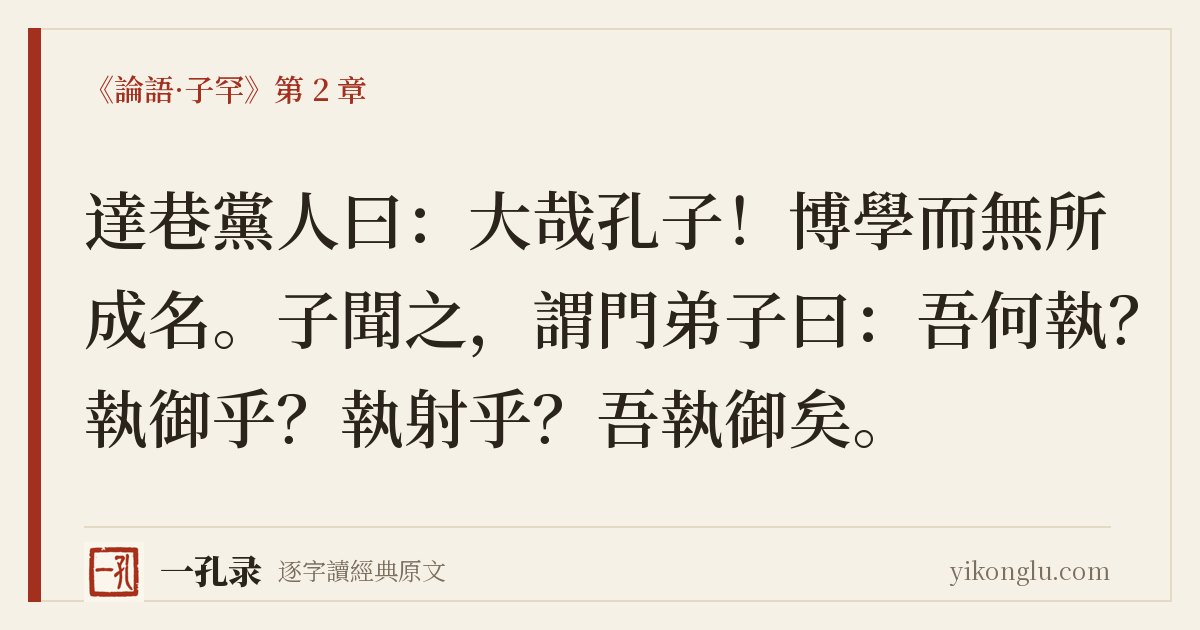 《論語·子罕》第 2 章
達巷黨人曰：大哉孔子！博學而無所
成名。子聞之，謂門弟子曰：吾何執？
執御乎？執射乎？吾執御矣。
一孔
一孔录 逐字讀經典原文
yikonglu.com